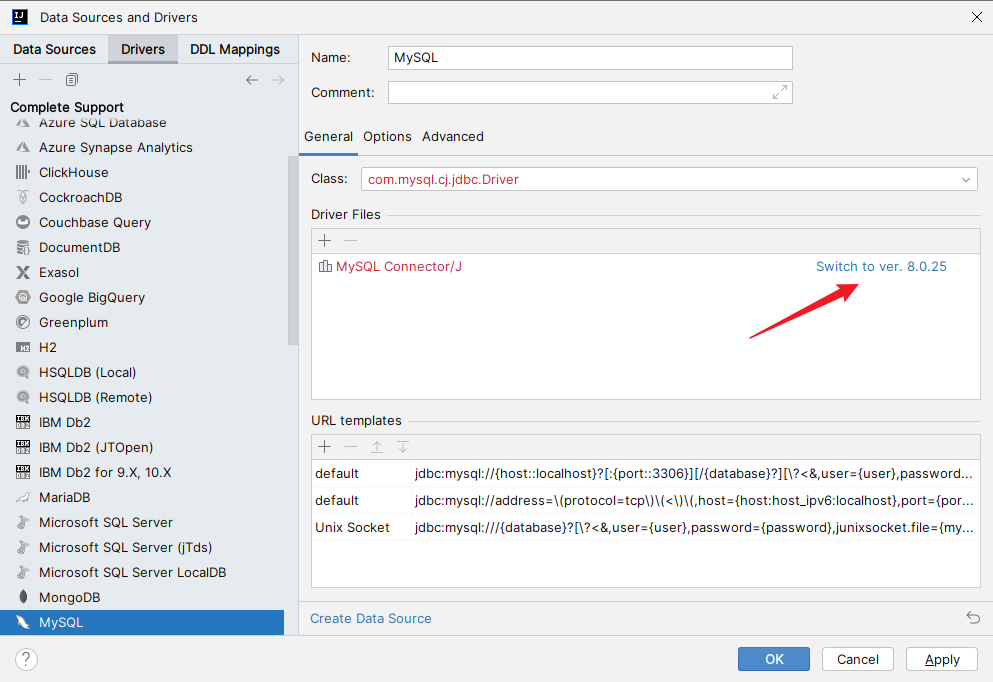 Data Sources and Drivers
Data Sources Drivers DDL Mappings
Complete Support
Azure SQL Database
Azure Synapse Analytics
ClickHouse
CockroachDB
Couchbase Query
DocumentDB
Exasol
Google BigQuery
Greenplum
H2
HSQLDB (Local)
HSQLDB (Remote)
IBM Db2
IBM Db2 (JTOpen)
IBM Db2 for 9.X, 10.X
MariaDB
Microsoft SQL Server
Microsoft SQL Server (jTds)
Microsoft SQL Server LocalDB
MongoDB
MySQL
Name: MySQL
Comment:
General Options Advanced
Class: com.mysql.cj.jdbc.Driver
Driver Files
MySQL Connector/J Switch to ver. 8.0.25
URL templates
default jdbc:mysql://{host::localhost}?[:{port::3306}][/{database}?][\?<&,user={user},password...
default jdbc:mysql://address=\(protocol=tcp\)\(<\)\(,host={host:host_ipv6:localhost},port={por...
Unix Socket jdbc:mysql:///{database}?[\?<&,user={user},password={password},junixsocket.file={my...
Create Data Source
? OK Cancel Apply